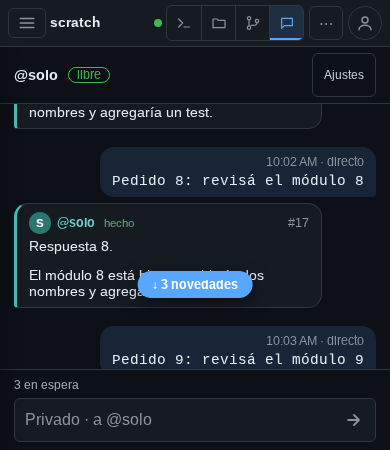 scratch
@solo libre
Ajustes
nombres y agregaría un test.
10:02 AM · directo
Pedido 8: revisá el módulo 8
S @solo hecho #17
Respuesta 8.
El módulo 8 está los
nombres y
↓ 3 novedades
10:03 AM · directo
Pedido 9: revisá el módulo 9
3 en espera
Privado · a @solo